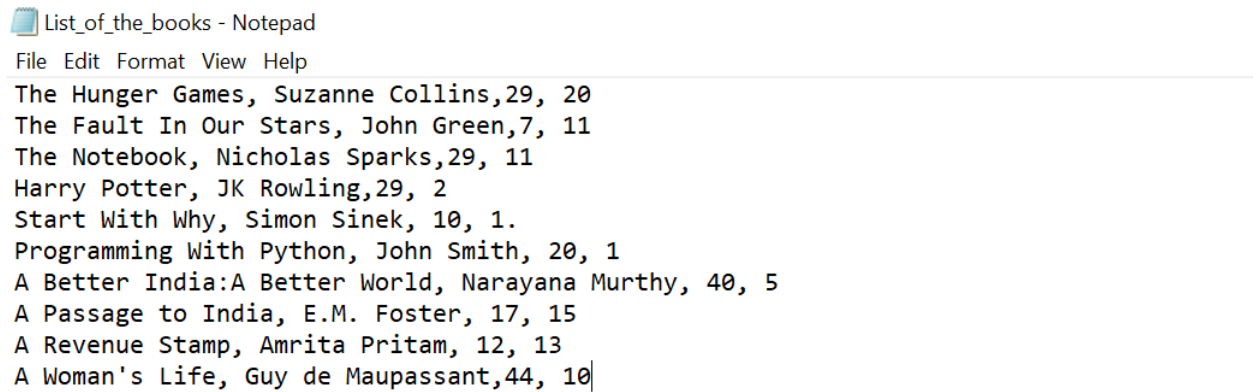 List_of_the_books - Notepad
File Edit Format View Help
The Hunger Games, Suzanne Collins,29, 20
The Fault In Our Stars, John Green,7, 11
The Notebook, Nicholas Sparks,29, 11
Harry Potter, JK Rowling,29, 2
Start With Why, Simon Sinek, 10, 1.
Programming With Python, John Smith, 20, 1
A Better India:A Better World, Narayana Murthy, 40, 5
A Passage to India, E.M. Foster, 17, 15
A Revenue Stamp, Amrita Pritam, 12, 13
A Woman's Life, Guy de Maupassant,44, 10